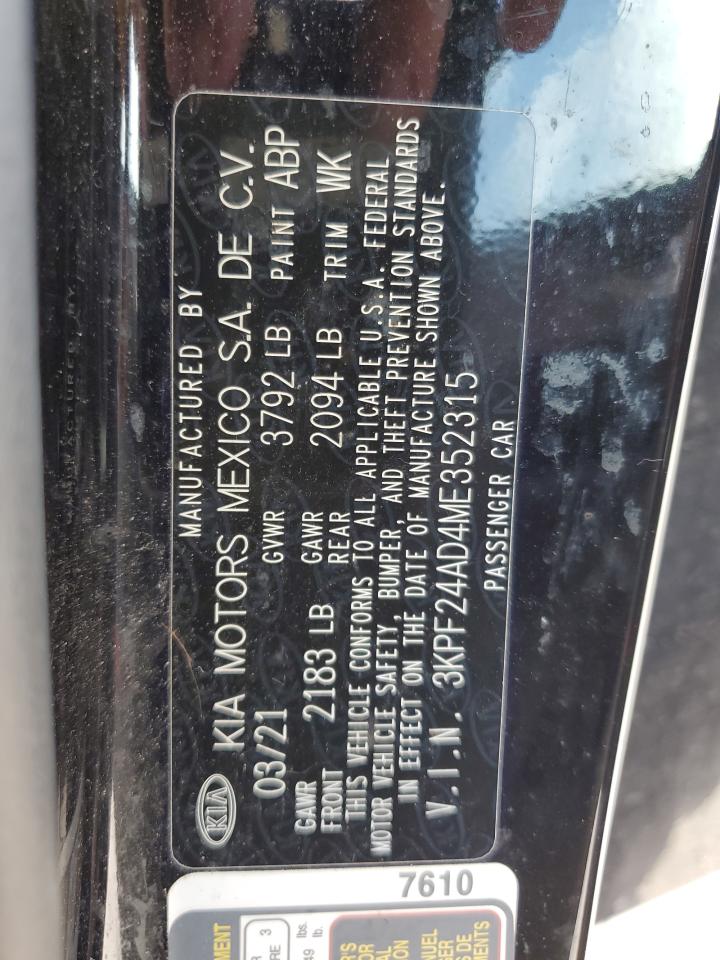 MANUFACTURED BY
KIA KIA MOTORS MEXICO S.A. DE C.V.
03/21 GVWR 3792 LB PAINT ABP
GAWR FRONT 2183 LB GAWR REAR 2094 LB TRIM WK
THIS VEHICLE CONFORMS TO ALL APPLICABLE U.S.A. FEDERAL
MOTOR VEHICLE SAFETY, BUMPER, AND THEFT PREVENTION STANDARDS
IN EFFECT ON THE DATE OF MANUFACTURE SHOWN ABOVE.
V.I.N. 3KPF24AD4ME352315
PASSENGER CAR
7610